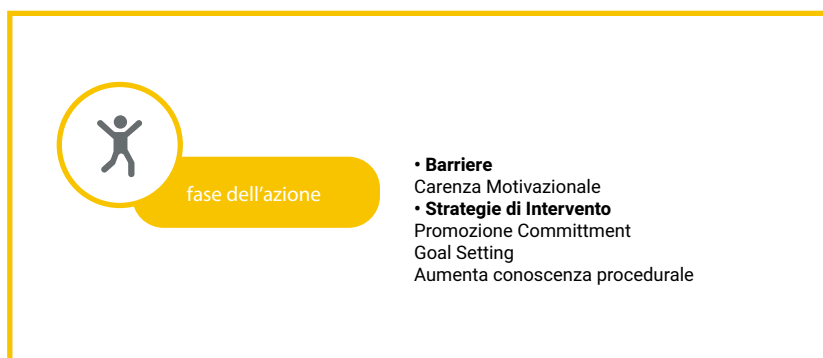 fase dell'azione
• Barriere
Carenza Motivazionale
• Strategie di Intervento
Promozione Committment
Goal Setting
Aumenta conoscenza procedurale